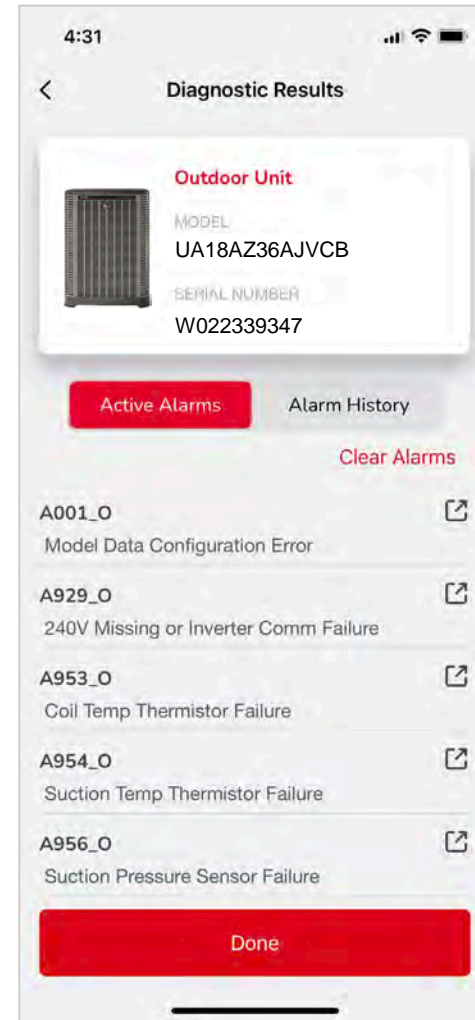 4:31
Diagnostic Results
Outdoor Unit
MODEL
UA18AZ36AJVCB
SERIAL NUMBER
W022339347
Active Alarms Alarm History
Clear Alarms
A001_O
Model Data Configuration Error
A929_O
240V Missing or Inverter Comm Failure
A953_O
Coil Temp Thermistor Failure
A954_O
Suction Temp Thermistor Failure
A956_O
Suction Pressure Sensor Failure
Done